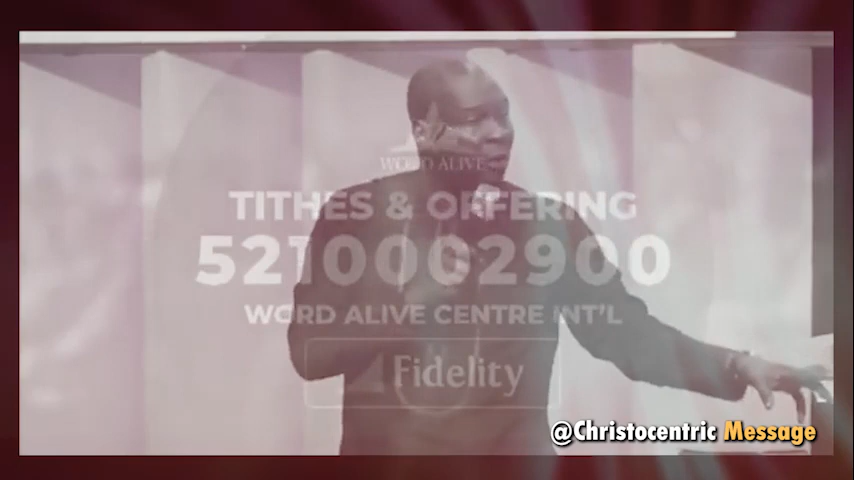 WORD ALIVE
TITHES & OFFERING
5210002900
WORD ALIVE CENTRE INT'L
Fidelity
@Christocentric Message